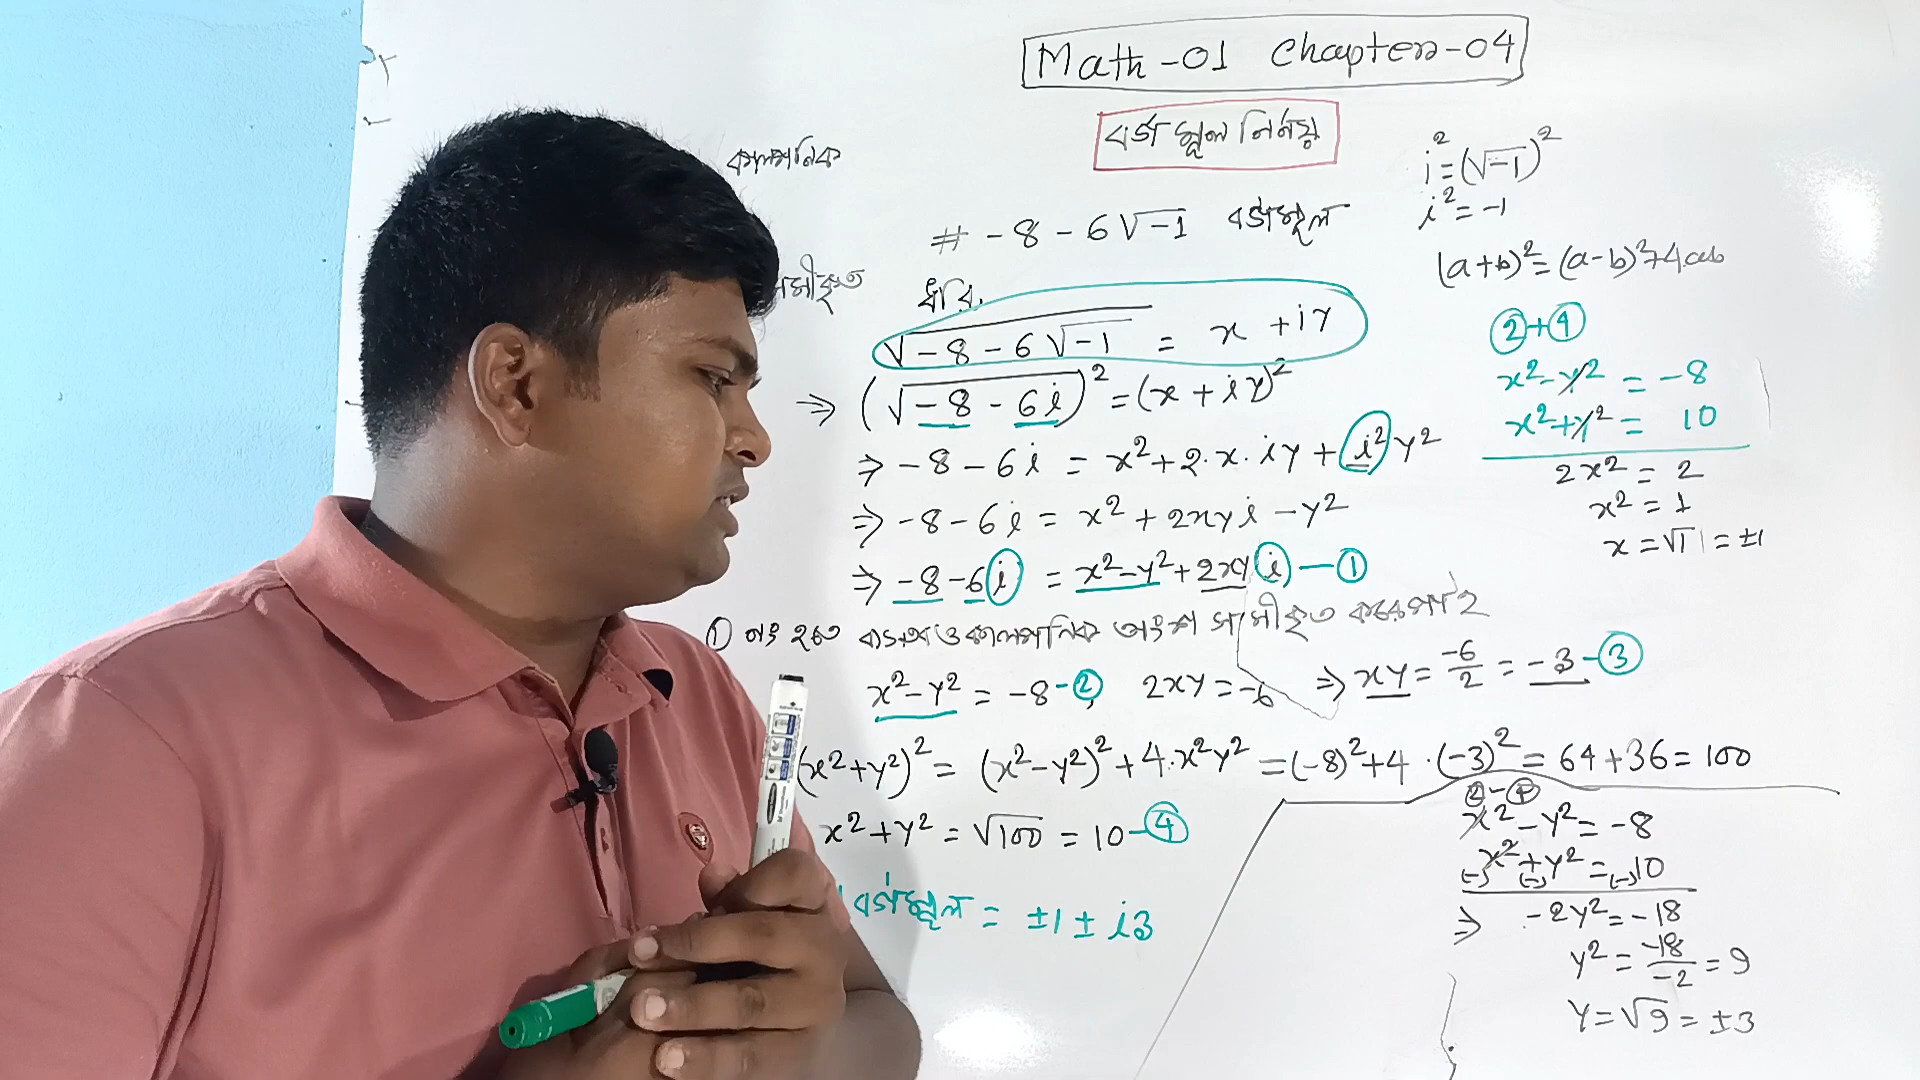 Math-01 Chapter-04
বর্গমূল নির্ণয়
কাল্পনিক
# -8 - 6√-1 বর্গমূল
সমীকৃত
ধরি,
√(-8 - 6√-1) = x + iy
⇒ (√(-8 - 6i))² = (x + iy)²
⇒ -8 - 6i = x² + 2·x·iy + i²y²
⇒ -8 - 6i = x² + 2xyi - y²
⇒ -8 - 6i = x² - y² + 2xyi — ①
① নং হতে বাস্তব ও কাল্পনিক অংশ সমীকৃত করে পাই
x² - y² = -8 - ②, 2xy = -6 ⇒ xy = -6/2 = -3 - ③
(x² + y²)² = (x² - y²)² + 4·x²y² = (-8)² + 4·(-3)² = 64 + 36 = 100
x² + y² = √100 = 10 - ④
বর্গমূল = ±1 ± i3
i² = (√-1)²
i² = -1
(a+b)² = (a-b)² + 4ab
② + ④
x² - y² = -8
x² + y² = 10
2x² = 2
x² = 1
x = √1 = ±1
② - ④
x² - y² = -8
x² + y² = 10
(-) (-) (-)
⇒ -2y² = -18
y² = -18/-2 = 9
y = √9 = ±3